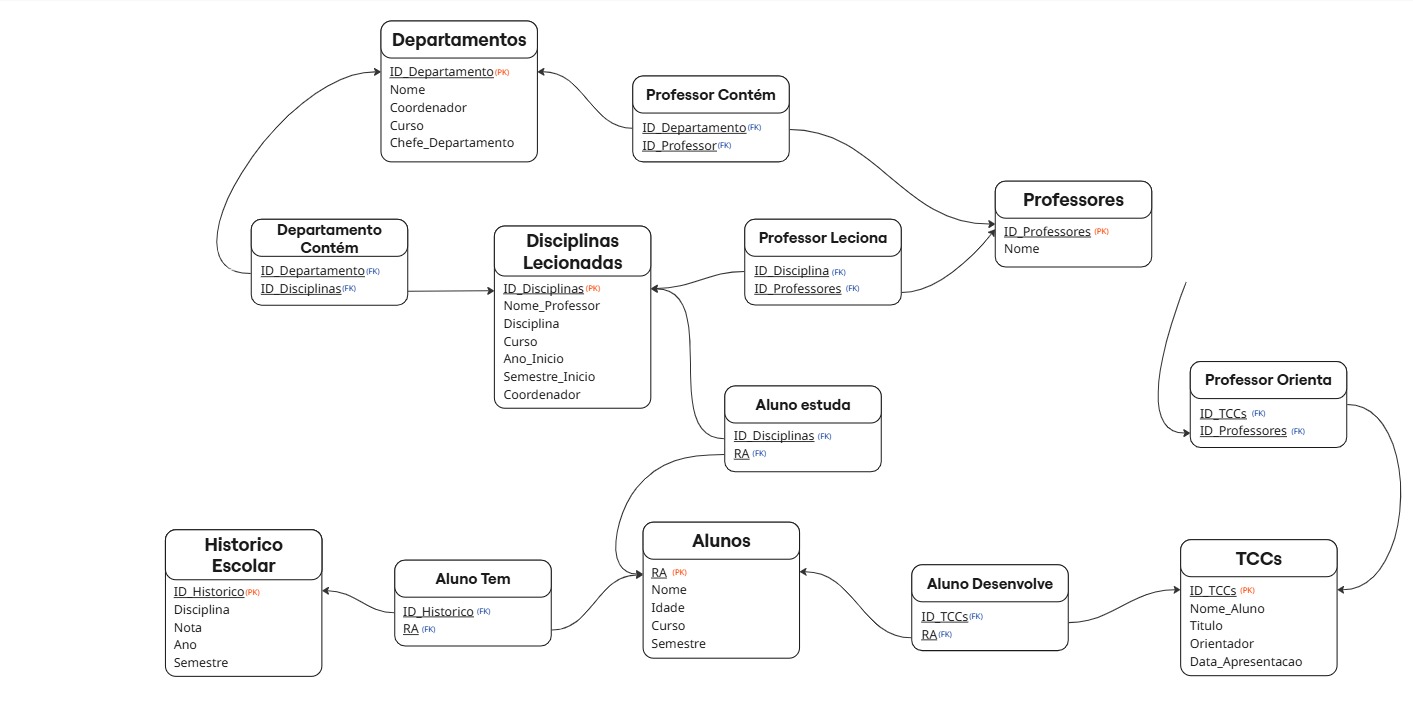 Departamentos
ID_Departamento(PK)
Nome
Coordenador
Curso
Chefe_Departamento
Professor Contém
ID_Departamento(FK)
ID_Professor(FK)
Professores
ID_Professores (PK)
Nome
Departamento
Contém
ID_Departamento(FK)
ID_Disciplinas(FK)
Disciplinas
Lecionadas
ID_Disciplinas(PK)
Nome_Professor
Disciplina
Curso
Ano_Inicio
Semestre_Inicio
Coordenador
Professor Leciona
ID_Disciplina (FK)
ID_Professores (FK)
Professor Orienta
ID_TCCs (FK)
ID_Professores (FK)
Aluno estuda
ID_Disciplinas (FK)
RA (FK)
Historico
Escolar
ID_Historico(PK)
Disciplina
Nota
Ano
Semestre
Aluno Tem
ID_Historico (FK)
RA (FK)
Alunos
RA (PK)
Nome
Idade
Curso
Semestre
Aluno Desenvolve
ID_TCCs(FK)
RA(FK)
TCCs
ID_TCCs (PK)
Nome_Aluno
Titulo
Orientador
Data_Apresentacao